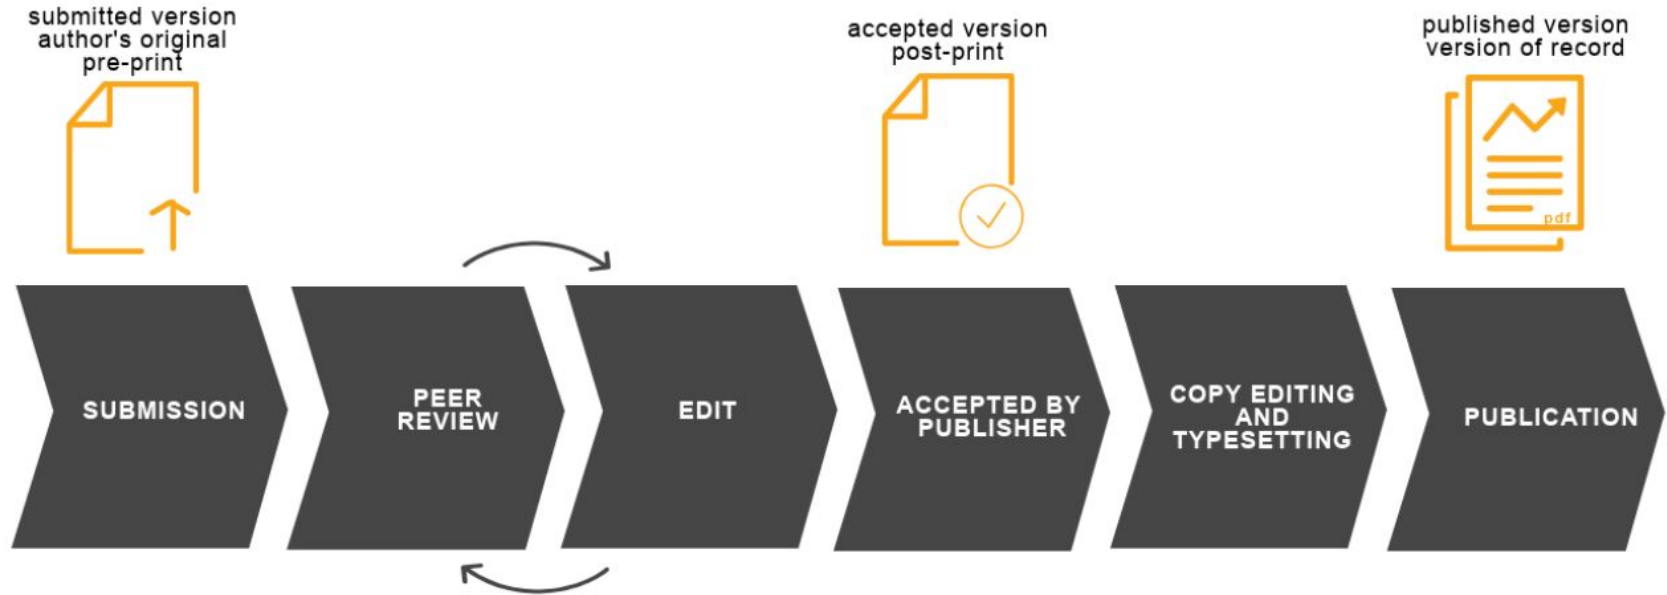 submitted version
author's original
pre-print
accepted version
post-print
published version
version of record
pdf
SUBMISSION
PEER
REVIEW
EDIT
ACCEPTED BY
PUBLISHER
COPY EDITING
AND
TYPESETTING
PUBLICATION